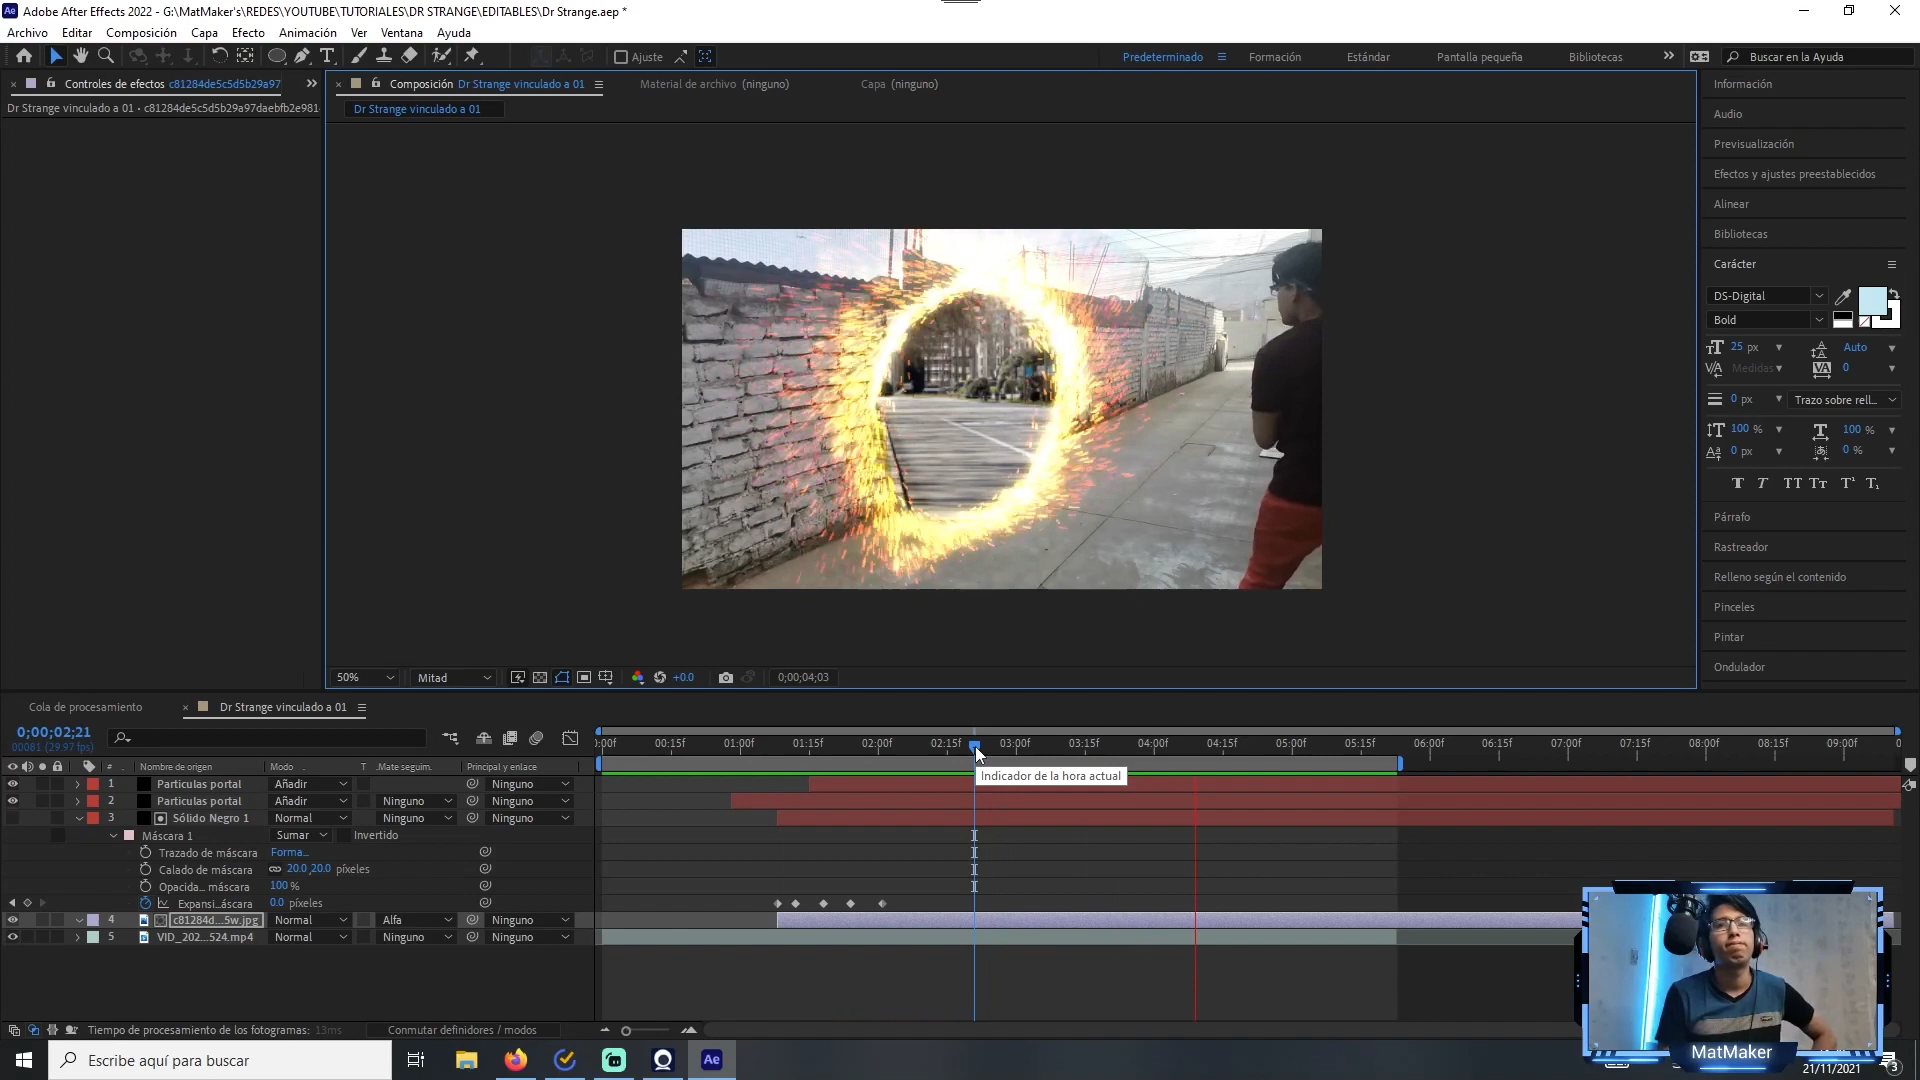 Adobe After Effects 2022 - G:\MatMaker's\REDES\YOUTUBE\TUTORIALES\DR STRANGE\EDITABLES\Dr Strange.aep *
Archivo Editar Composición Capa Efecto Animación Ver Ventana Ayuda
Ajuste Predeterminado Formación Estándar Pantalla pequeña Bibliotecas Buscar en la Ayuda
Controles de efectos c81284de5c5d5b29a97
Dr Strange vinculado a 01 • c81284de5c5d5b29a97daebfb2e981
Composición Dr Strange vinculado a 01 Material de archivo (ninguno) Capa (ninguno)
Dr Strange vinculado a 01
Información
Audio
Previsualización
Efectos y ajustes preestablecidos
Alinear
Bibliotecas
Carácter
DS-Digital
Bold
25 px Auto
Medidas 0
0 px Trazo sobre rell...
100 % 100 %
0 px 0 %
Párrafo
Rastreador
Relleno según el contenido
Pinceles
Pintar
Ondulador
50% Mitad +0.0 0;00;04;03
Cola de procesamiento Dr Strange vinculado a 01
0;00;02;21
00081 (29.97 fps)
:00f 00:15f 01:00f 01:15f 02:00f 02:15f 03:00f 03:15f 04:00f 04:15f 05:00f 05:15f 06:00f 06:15f 07:00f 07:15f 08:00f 08:15f 09:00f
# Nombre de origen Modo T .Mate seguim. Principal y enlace
Indicador de la hora actual
1 Particulas portal Añadir Ninguno
2 Particulas portal Añadir Ninguno Ninguno
3 Sólido Negro 1 Normal Ninguno Ninguno
Máscara 1 Sumar Invertido
Trazado de máscara Forma...
Calado de máscara 20.0,20.0 píxeles
Opacida... máscara 100 %
Expansi...áscara 0.0 píxeles
4 c81284d...5w.jpg Normal Alfa Ninguno
5 VID_202...524.mp4 Normal Ninguno Ninguno
Tiempo de procesamiento de los fotogramas: 13ms Conmutar definidores / modos
MatMaker
Escribe aquí para buscar
Ae
21/11/2021
3